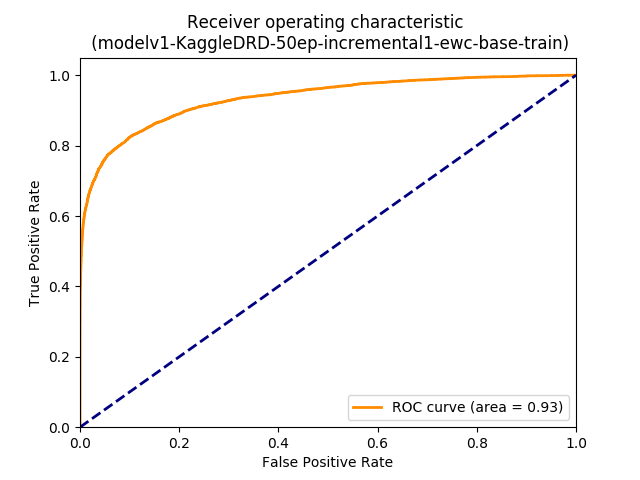 Receiver operating characteristic
(modelv1-KaggleDRD-50ep-incremental1-ewc-base-train)
1.0
0.8
0.6
0.4
0.2
0.0
True Positive Rate
ROC curve (area = 0.93)
0.0 0.2 0.4 0.6 0.8 1.0
False Positive Rate